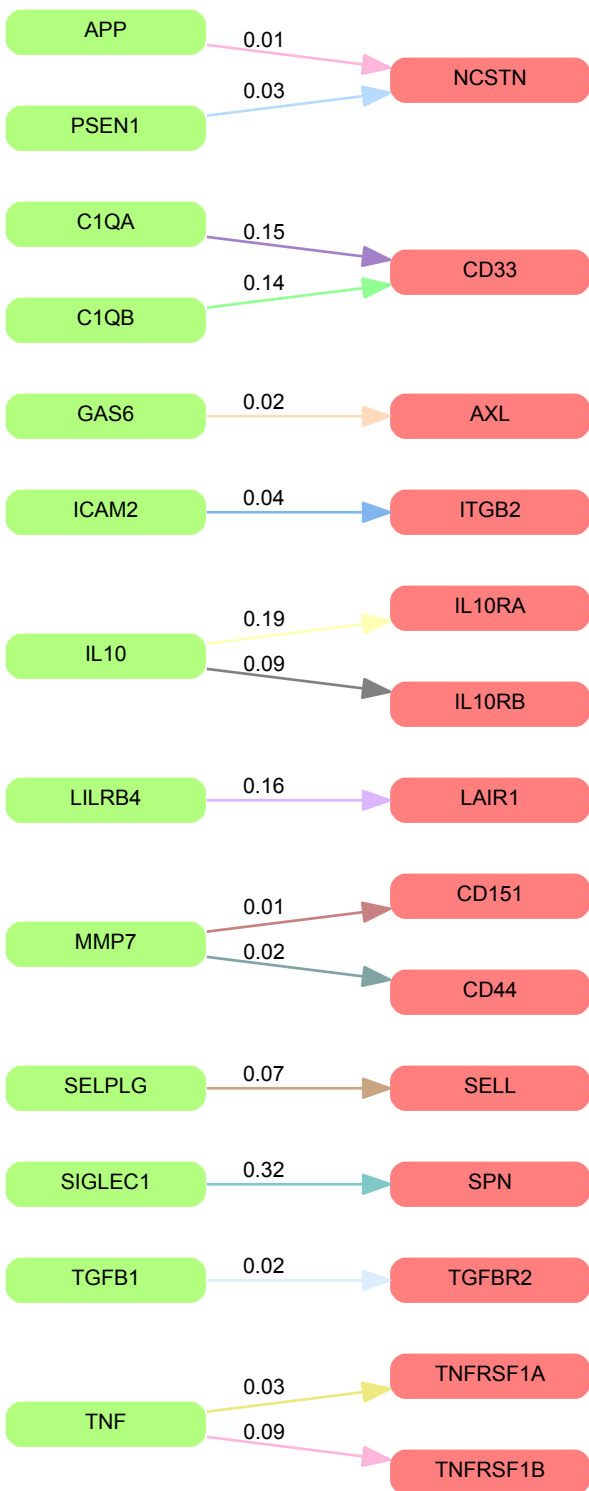 APP
0.01
NCSTN
0.03
PSEN1
C1QA
0.15
CD33
0.14
C1QB
GAS6
0.02
AXL
ICAM2
0.04
ITGB2
IL10
0.19
IL10RA
0.09
IL10RB
LILRB4
0.16
LAIR1
MMP7
0.01
CD151
0.02
CD44
SELPLG
0.07
SELL
SIGLEC1
0.32
SPN
TGFB1
0.02
TGFBR2
TNF
0.03
TNFRSF1A
0.09
TNFRSF1B